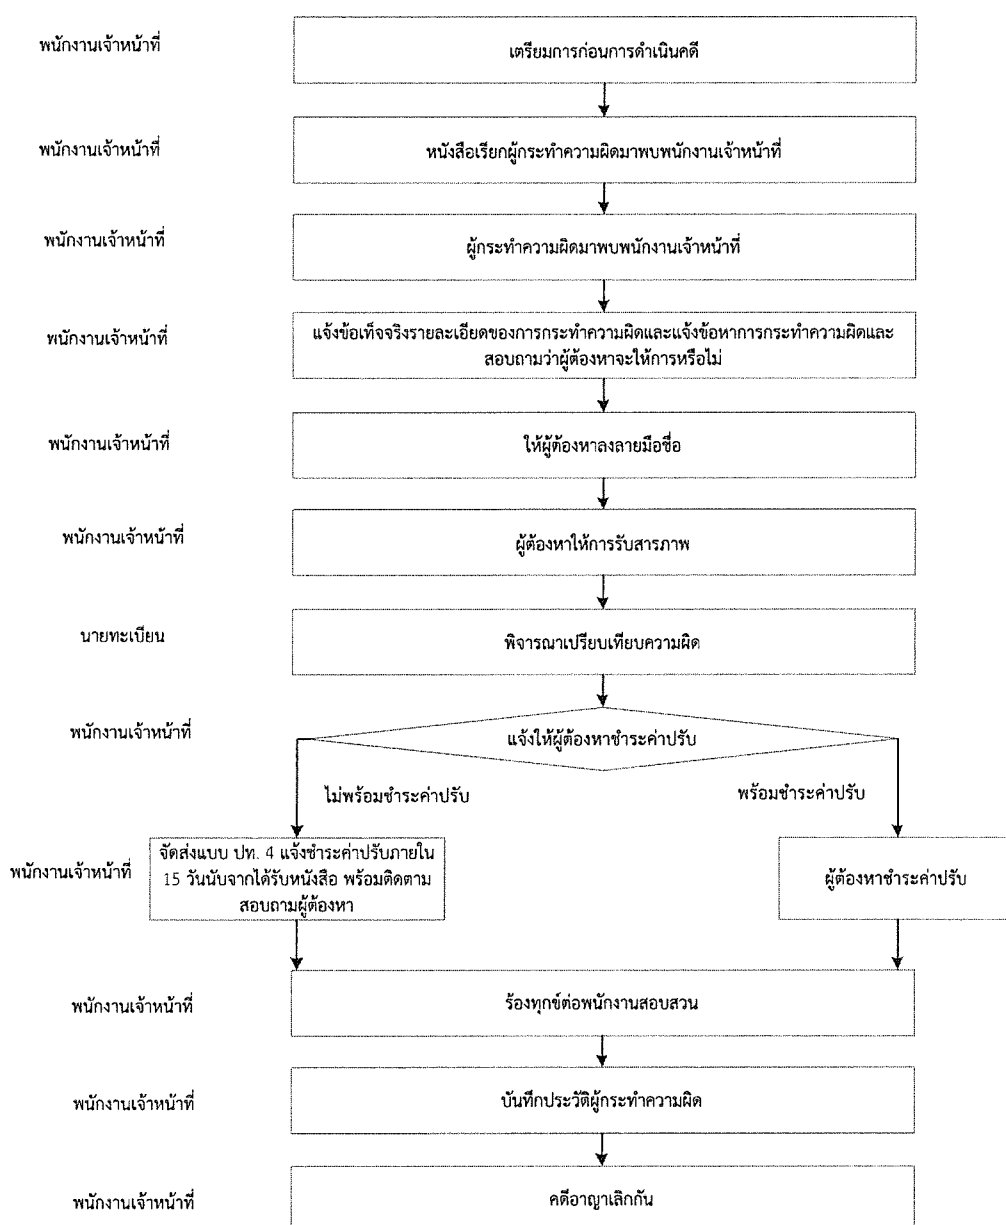 พนักงานเจ้าหน้าที่
เตรียมการก่อนการดำเนินคดี
พนักงานเจ้าหน้าที่
หนังสือเรียกผู้กระทำความผิดมาพบพนักงานเจ้าหน้าที่
พนักงานเจ้าหน้าที่
ผู้กระทำความผิดมาพบพนักงานเจ้าหน้าที่
พนักงานเจ้าหน้าที่
แจ้งข้อเท็จจริงรายละเอียดของการกระทำความผิดและแจ้งข้อหาการกระทำความผิดและ
สอบถามว่าผู้ต้องหาจะให้การหรือไม่
พนักงานเจ้าหน้าที่
ให้ผู้ต้องหาลงลายมือชื่อ
พนักงานเจ้าหน้าที่
ผู้ต้องหาให้การรับสารภาพ
นายทะเบียน
พิจารณาเปรียบเทียบความผิด
พนักงานเจ้าหน้าที่
แจ้งให้ผู้ต้องหาชำระค่าปรับ
ไม่พร้อมชำระค่าปรับ
พร้อมชำระค่าปรับ
พนักงานเจ้าหน้าที่
จัดส่งแบบ ปท. 4 แจ้งชำระค่าปรับภายใน
15 วันนับจากได้รับหนังสือ พร้อมติดตาม
สอบถามผู้ต้องหา
ผู้ต้องหาชำระค่าปรับ
พนักงานเจ้าหน้าที่
ร้องทุกข์ต่อพนักงานสอบสวน
พนักงานเจ้าหน้าที่
บันทึกประวัติผู้กระทำความผิด
พนักงานเจ้าหน้าที่
คดีอาญาเลิกกัน